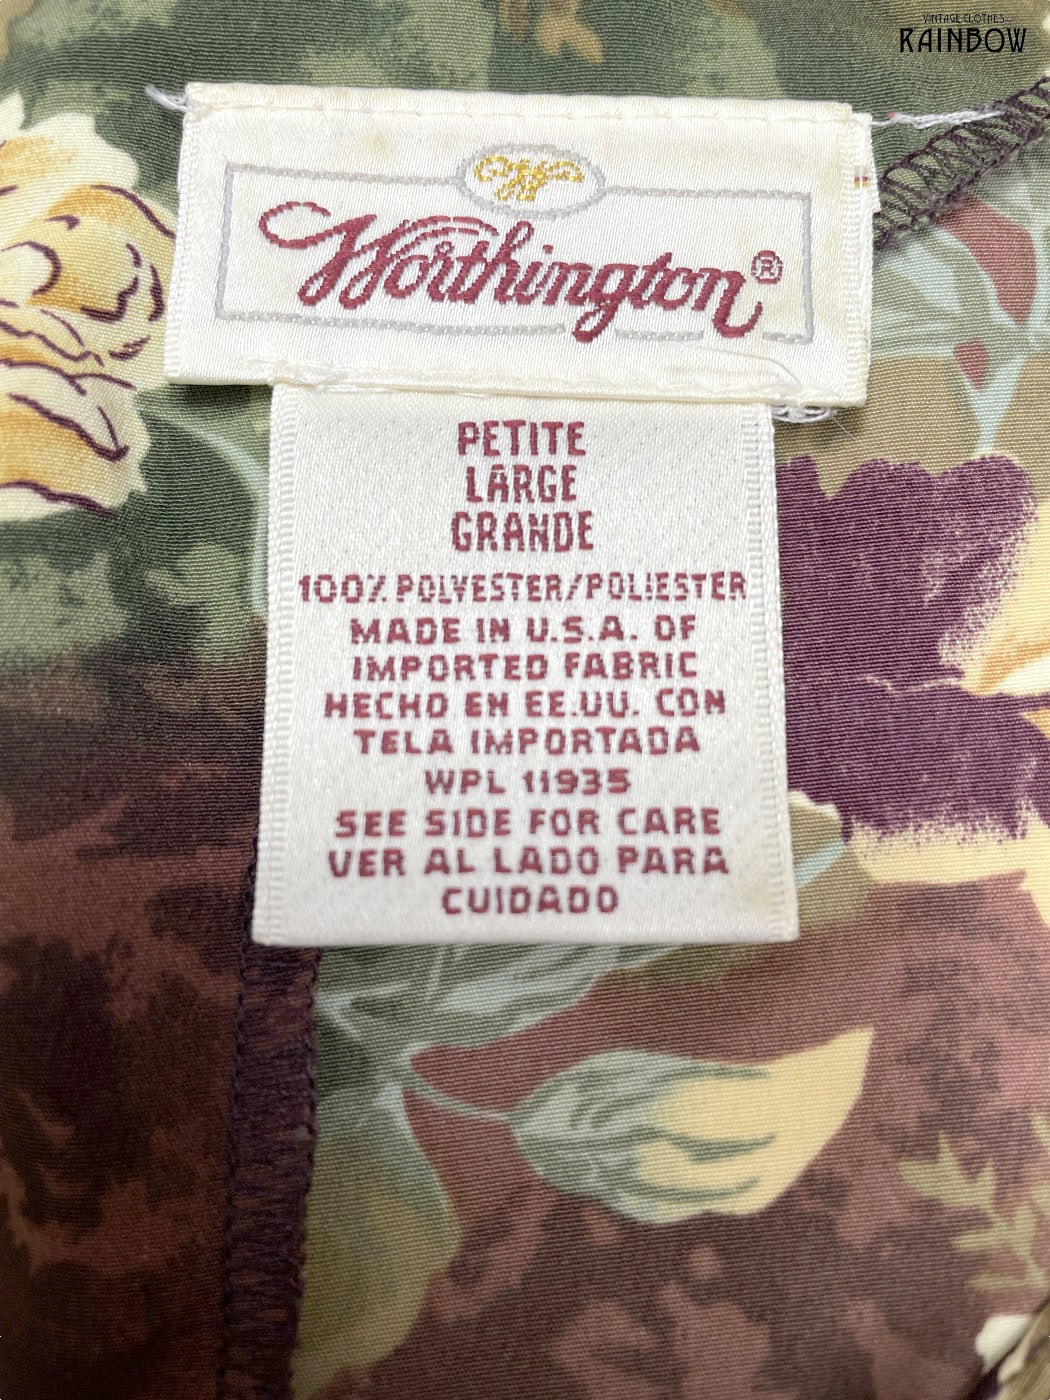 VINTAGE CLOTHES
RAINBOW
W
Worthington®
PETITE
LARGE
GRANDE
100% POLYESTER/POLIESTER
MADE IN U.S.A. OF
IMPORTED FABRIC
HECHO EN EE.UU. CON
TELA IMPORTADA
WPL 11935
SEE SIDE FOR CARE
VER AL LADO PARA
CUIDADO